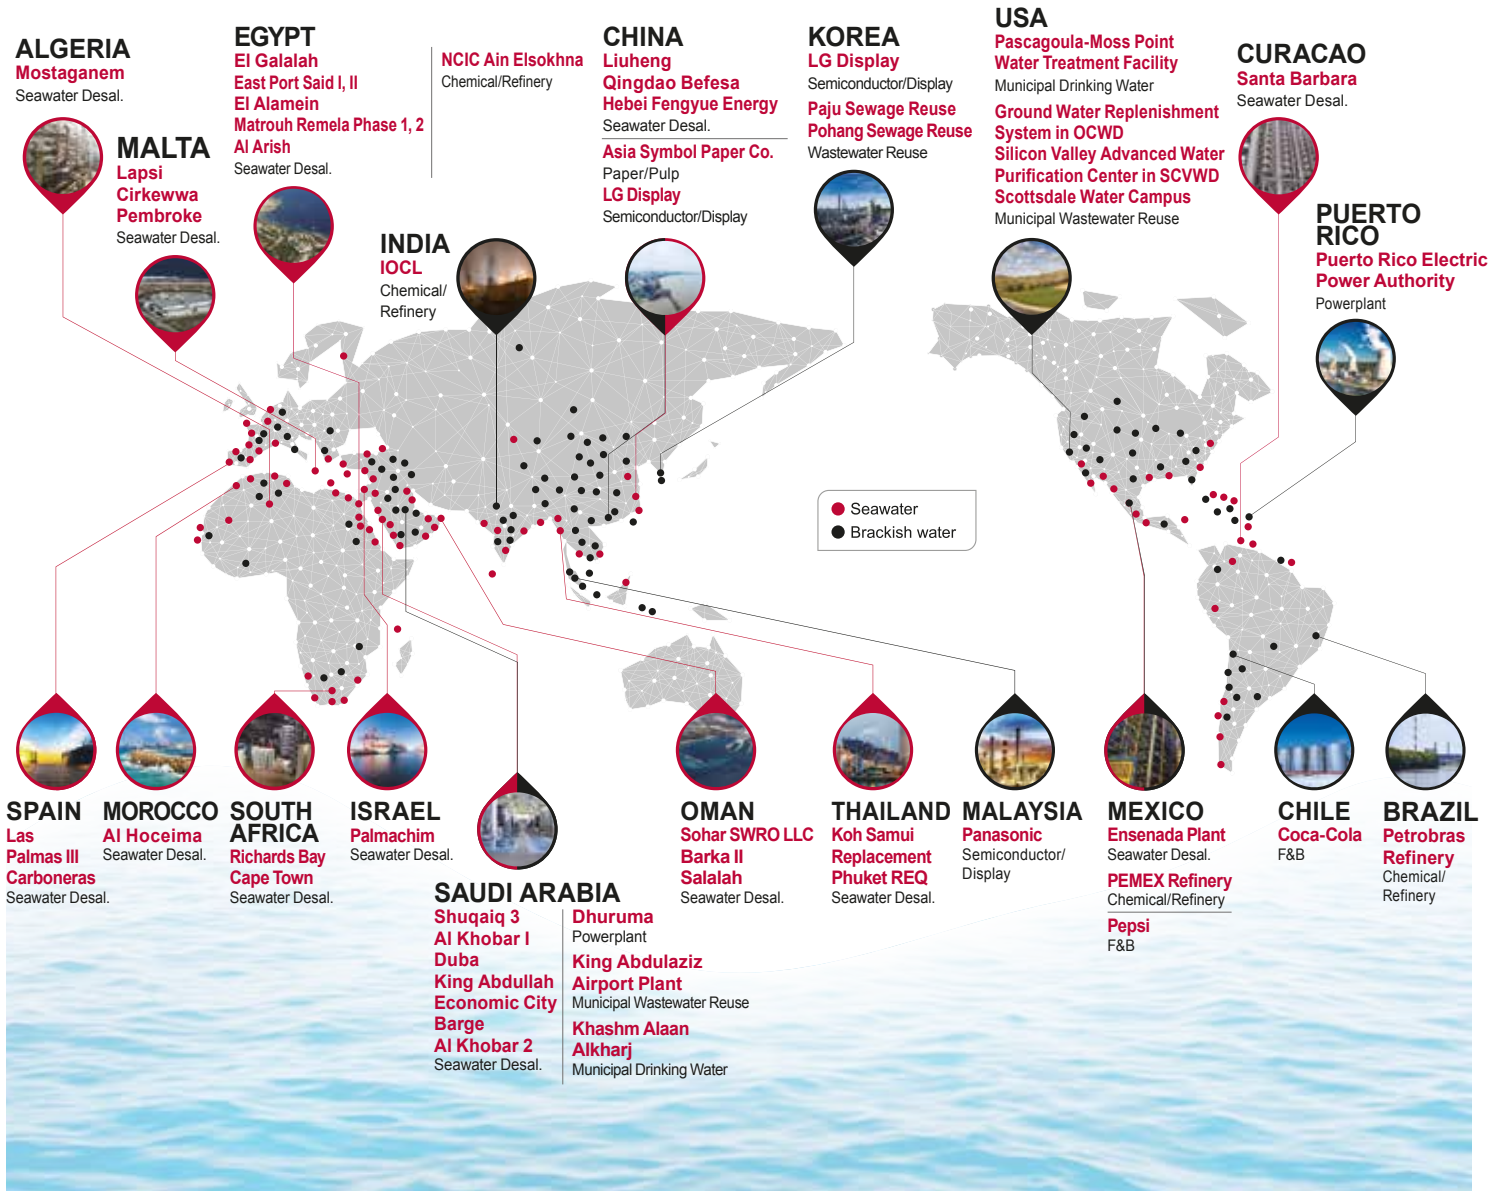 ALGERIA
Mostaganem
Seawater Desal.
MALTA
Lapsi
Cirkewwa
Pembroke
Seawater Desal.
EGYPT
El Galalah
East Port Said I, II
El Alamein
Matrouh Remela Phase 1, 2
Al Arish
Seawater Desal.
NCIC Ain Elsokhna
Chemical/Refinery
INDIA
IOCL
Chemical/
Refinery
CHINA
Liuheng
Qingdao Befesa
Hebei Fengyue Energy
Seawater Desal.
Asia Symbol Paper Co.
Paper/Pulp
LG Display
Semiconductor/Display
KOREA
LG Display
Semiconductor/Display
Paju Sewage Reuse
Pohang Sewage Reuse
Wastewater Reuse
USA
Pascagoula-Moss Point
Water Treatment Facility
Municipal Drinking Water
Ground Water Replenishment
System in OCWD
Silicon Valley Advanced Water
Purification Center in SCVWD
Scottsdale Water Campus
Municipal Wastewater Reuse
CURACAO
Santa Barbara
Seawater Desal.
PUERTO
RICO
Puerto Rico Electric
Power Authority
Powerplant
Seawater
Brackish water
SPAIN
Las
Palmas III
Carboneras
Seawater Desal.
MOROCCO
Al Hoceima
Seawater Desal.
SOUTH
AFRICA
Richards Bay
Cape Town
Seawater Desal.
ISRAEL
Palmachim
Seawater Desal.
SAUDI ARABIA
Shuqaiq 3
Al Khobar I
Duba
King Abdullah
Economic City
Barge
Al Khobar 2
Seawater Desal.
Dhuruma
Powerplant
King Abdulaziz
Airport Plant
Municipal Wastewater Reuse
Khashm Alaan
Alkharj
Municipal Drinking Water
OMAN
Sohar SWRO LLC
Barka II
Salalah
Seawater Desal.
THAILAND
Koh Samui
Replacement
Phuket REQ
Seawater Desal.
MALAYSIA
Panasonic
Semiconductor/
Display
MEXICO
Ensenada Plant
Seawater Desal.
PEMEX Refinery
Chemical/Refinery
Pepsi
F&B
CHILE
Coca-Cola
F&B
BRAZIL
Petrobras
Refinery
Chemical/
Refinery